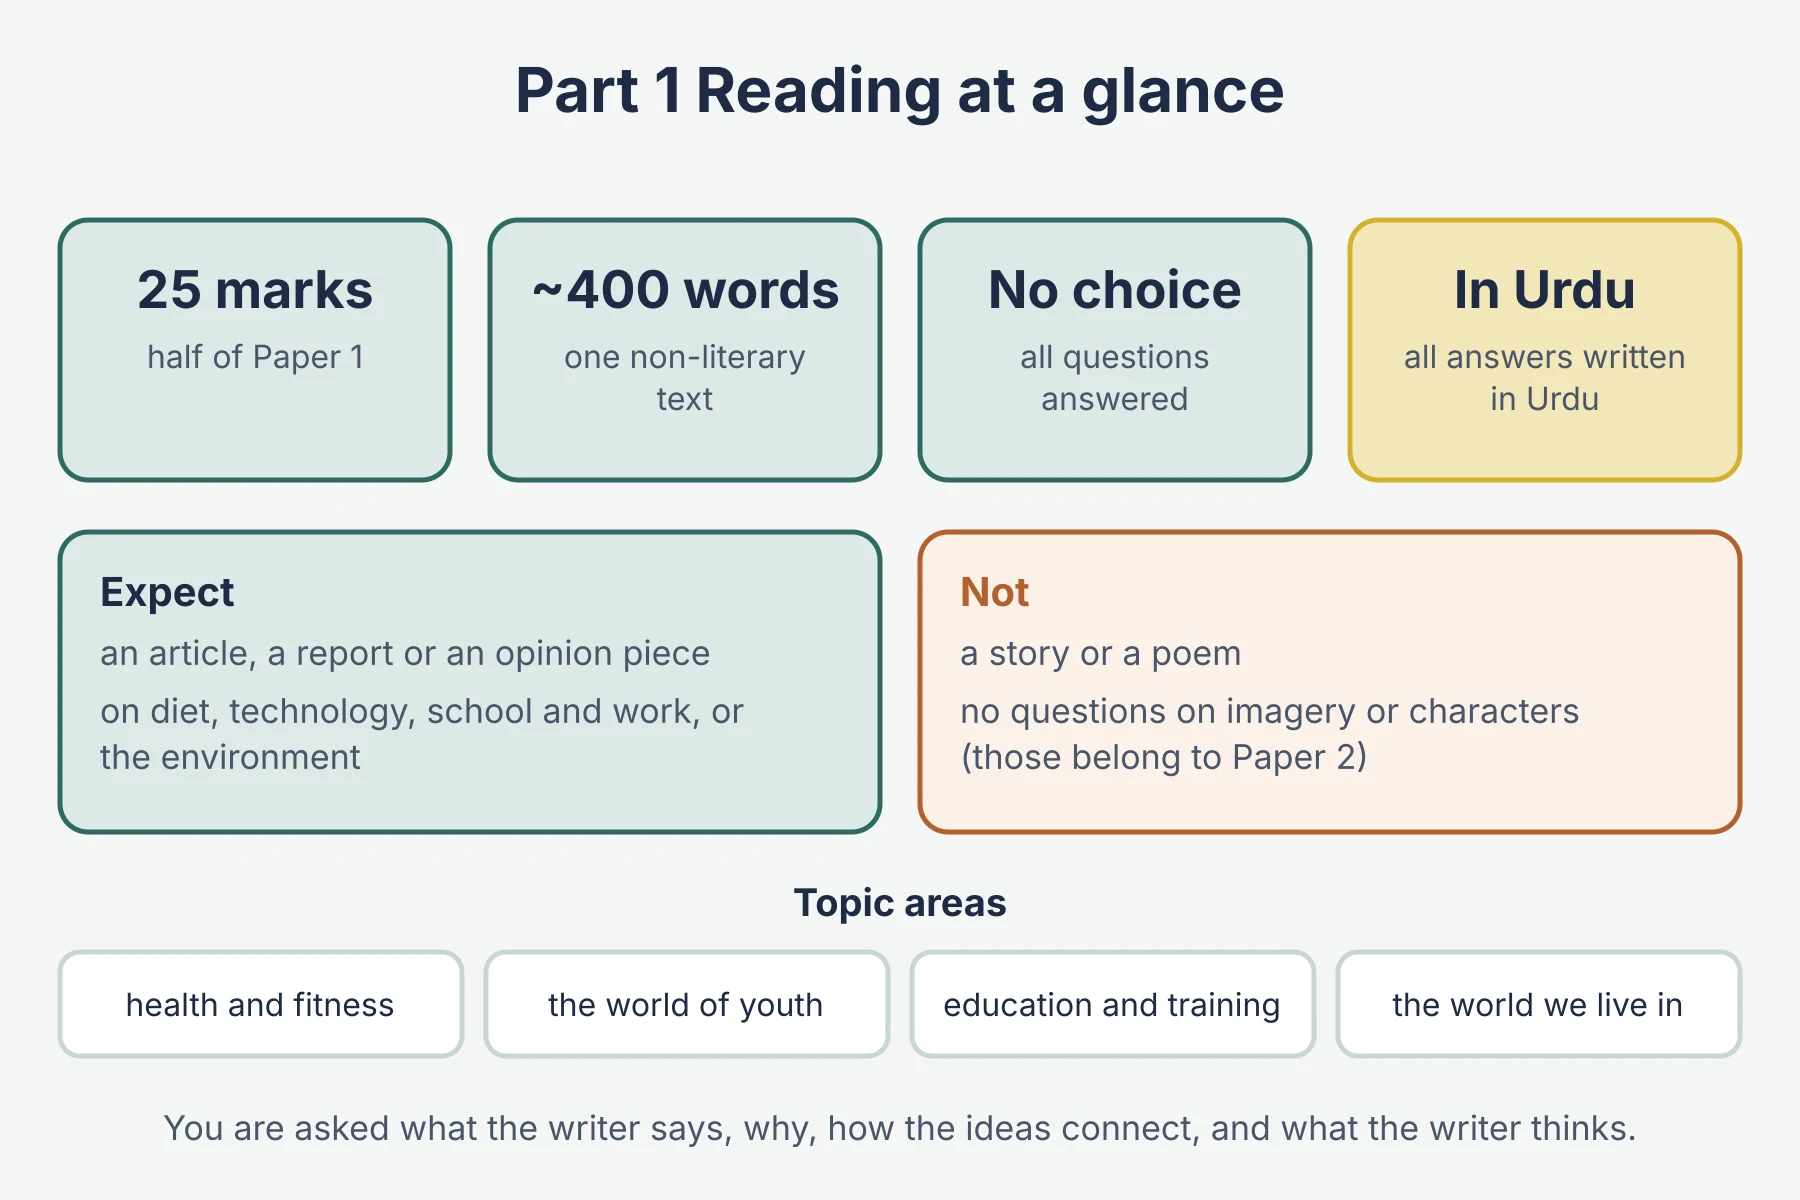 Part 1 Reading at a glance
25 marks
half of Paper 1
~400 words
one non-literary
text
No choice
all questions
answered
In Urdu
all answers written
in Urdu
Expect
an article, a report or an opinion piece
on diet, technology, school and work, or
the environment
Not
a story or a poem
no questions on imagery or characters
(those belong to Paper 2)
Topic areas
health and fitness
the world of youth
education and training
the world we live in
You are asked what the writer says, why, how the ideas connect, and what the writer thinks.